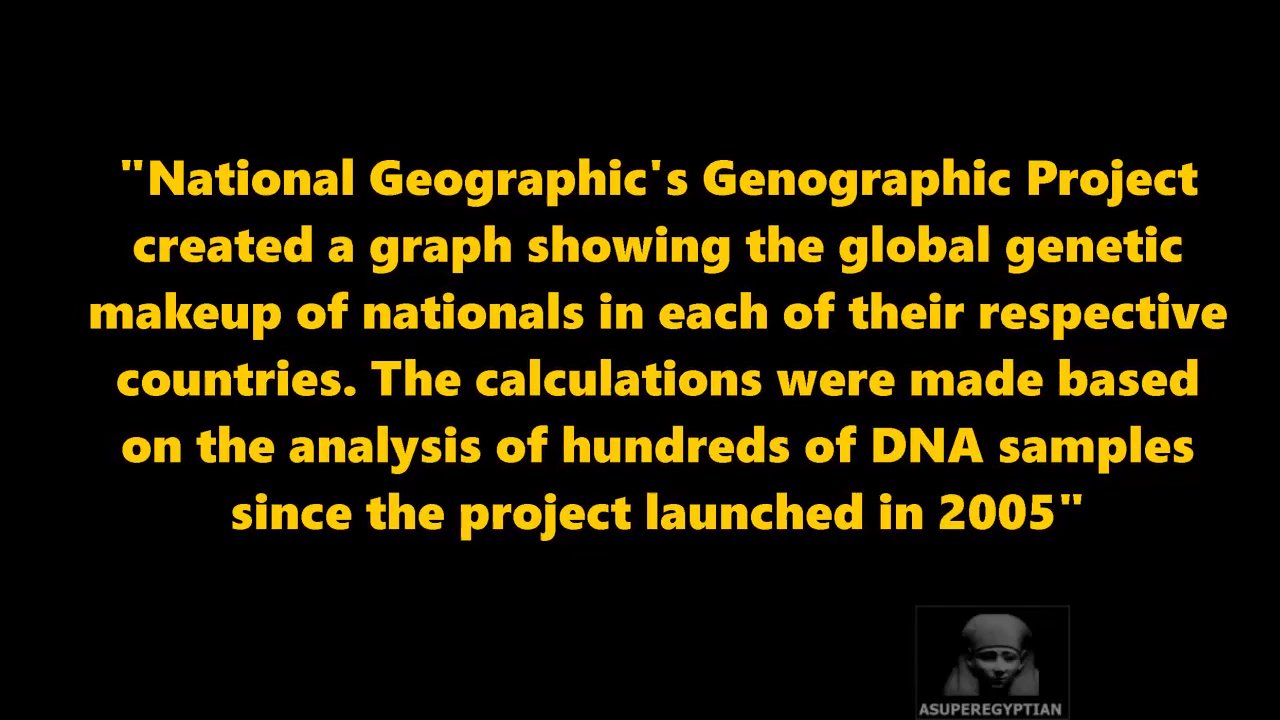 "National Geographic's Genographic Project
created a graph showing the global genetic
makeup of nationals in each of their respective
countries. The calculations were made based
on the analysis of hundreds of DNA samples
since the project launched in 2005"
ASUPEREGYPTIAN